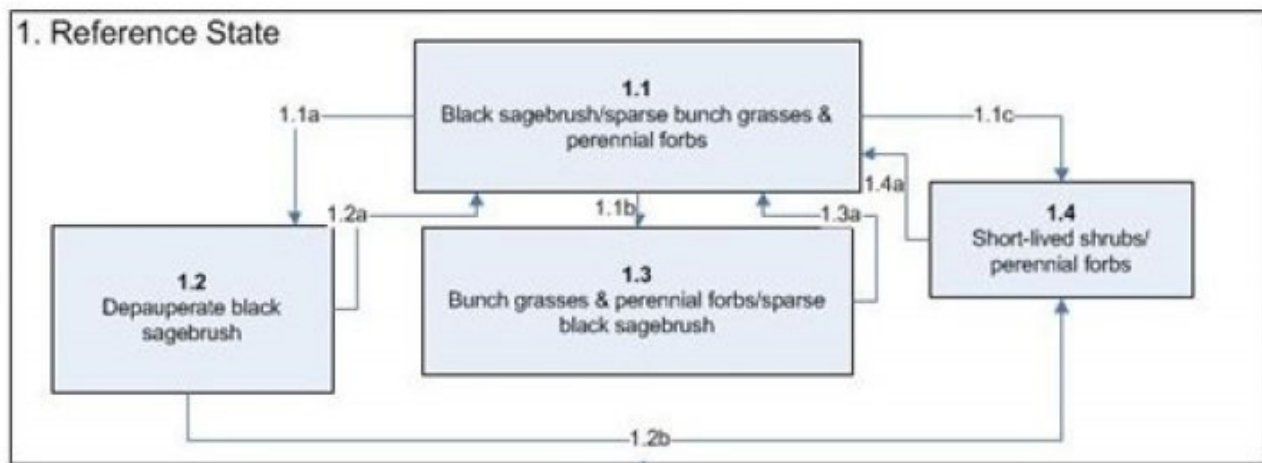 1. Reference State
1.1
Black sagebrush/sparse bunch grasses &
perennial forbs
1.1a
1.1c
1.4a
1.2a
1.1b
1.3a
1.4
Short-lived shrubs/
perennial forbs
1.2
Depauperate black
sagebrush
1.3
Bunch grasses & perennial forbs/sparse
black sagebrush
1.2b